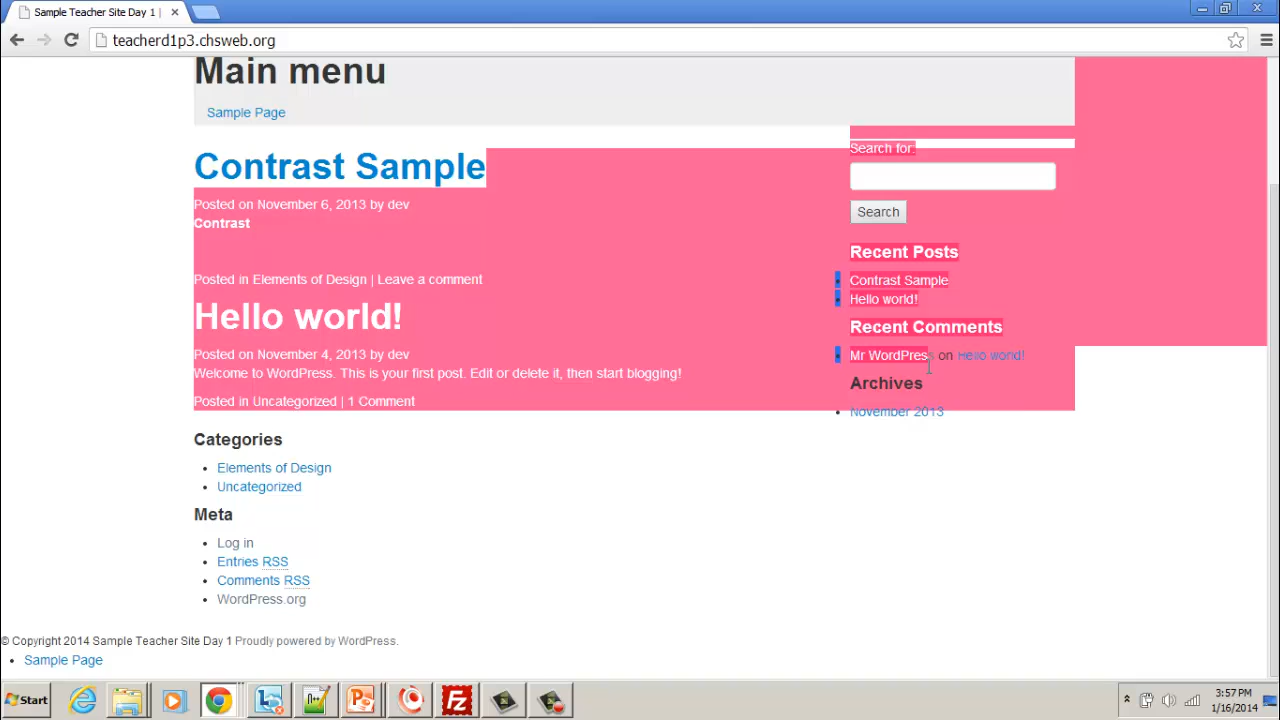 Sample Teacher Site Day 1 |
teacherd1p3.chsweb.org
Main menu
Sample Page
Contrast Sample
Posted on November 6, 2013 by dev
Contrast
Posted in Elements of Design | Leave a comment
Hello world!
Posted on November 4, 2013 by dev
Welcome to WordPress. This is your first post. Edit or delete it, then start blogging!
Posted in Uncategorized | 1 Comment
Search for:
Search
Recent Posts
Contrast Sample
Hello world!
Recent Comments
Mr WordPress on Hello world!
Archives
November 2013
Categories
Elements of Design
Uncategorized
Meta
Log in
Entries RSS
Comments RSS
WordPress.org
© Copyright 2014 Sample Teacher Site Day 1 Proudly powered by WordPress.
Sample Page
Start
3:57 PM
1/16/2014